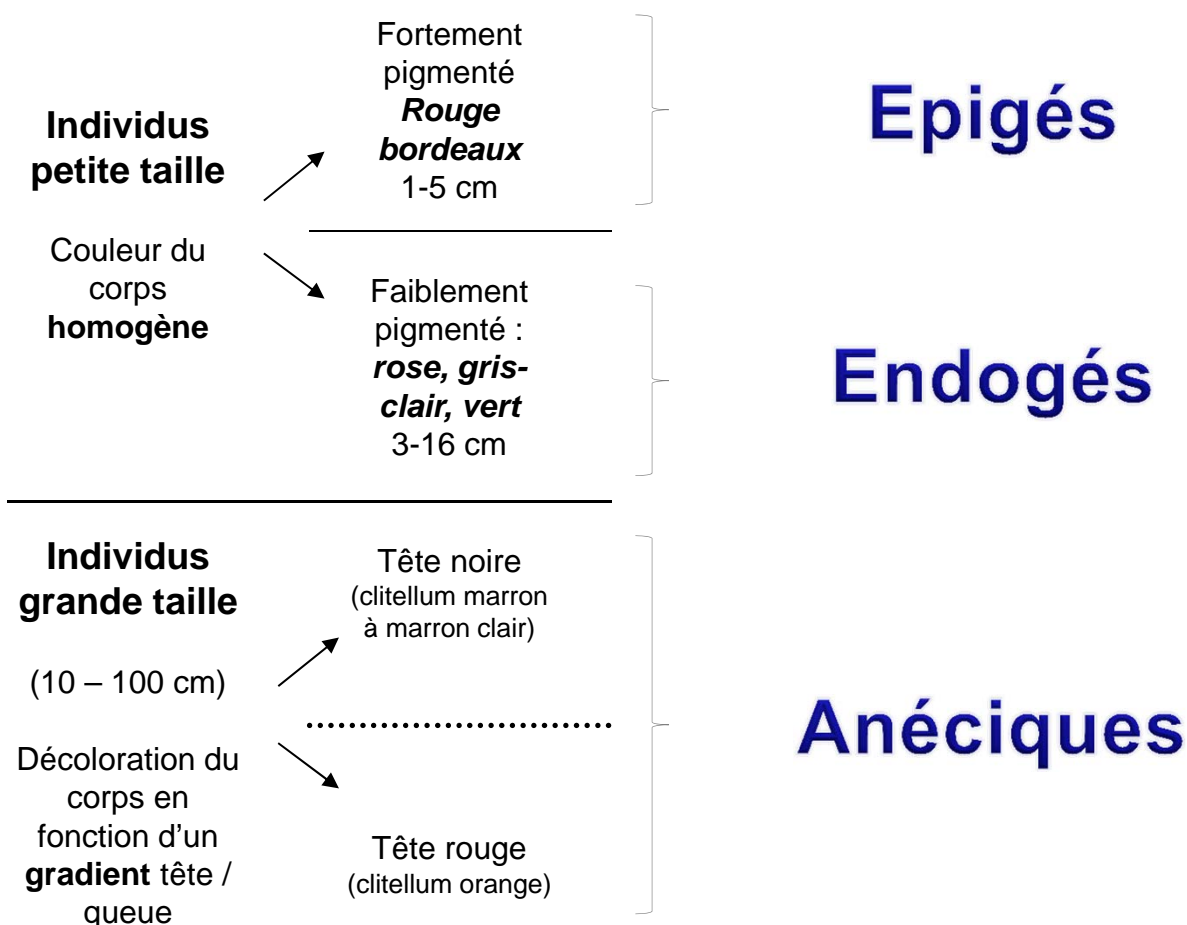 Individus
petite taille
Couleur du
corps
homogène
Fortement
pigmenté
Rouge
bordeaux
1-5 cm
Epigés
Faiblement
pigmenté :
rose, gris-
clair, vert
3-16 cm
Endogés
Individus
grande taille
(10 – 100 cm)
Décoloration du
corps en
fonction d’un
gradient tête /
queue
Tête noire
(clitellum marron
à marron clair)
Tête rouge
(clitellum orange)
Anéciques